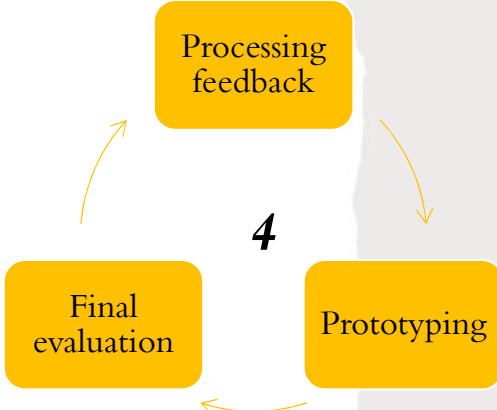 Processing
feedback
4
Final
evaluation
Prototyping